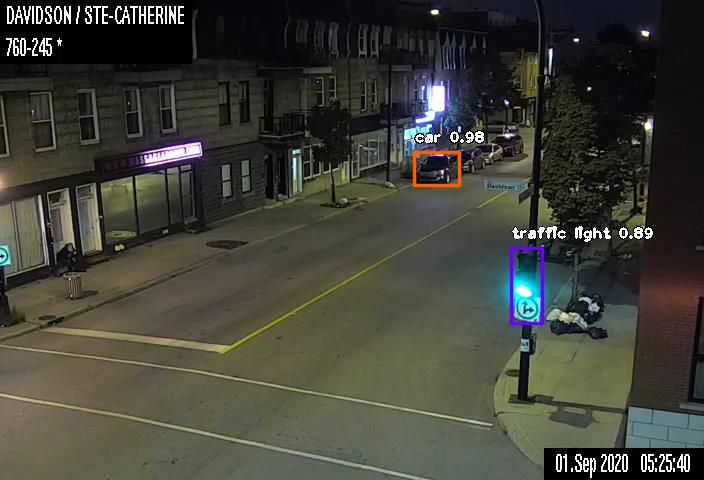 DAVIDSON / STE-CATHERINE
760-245 *
car 0.98
Davidson
traffic light 0.89
01.Sep 2020 05:25:40